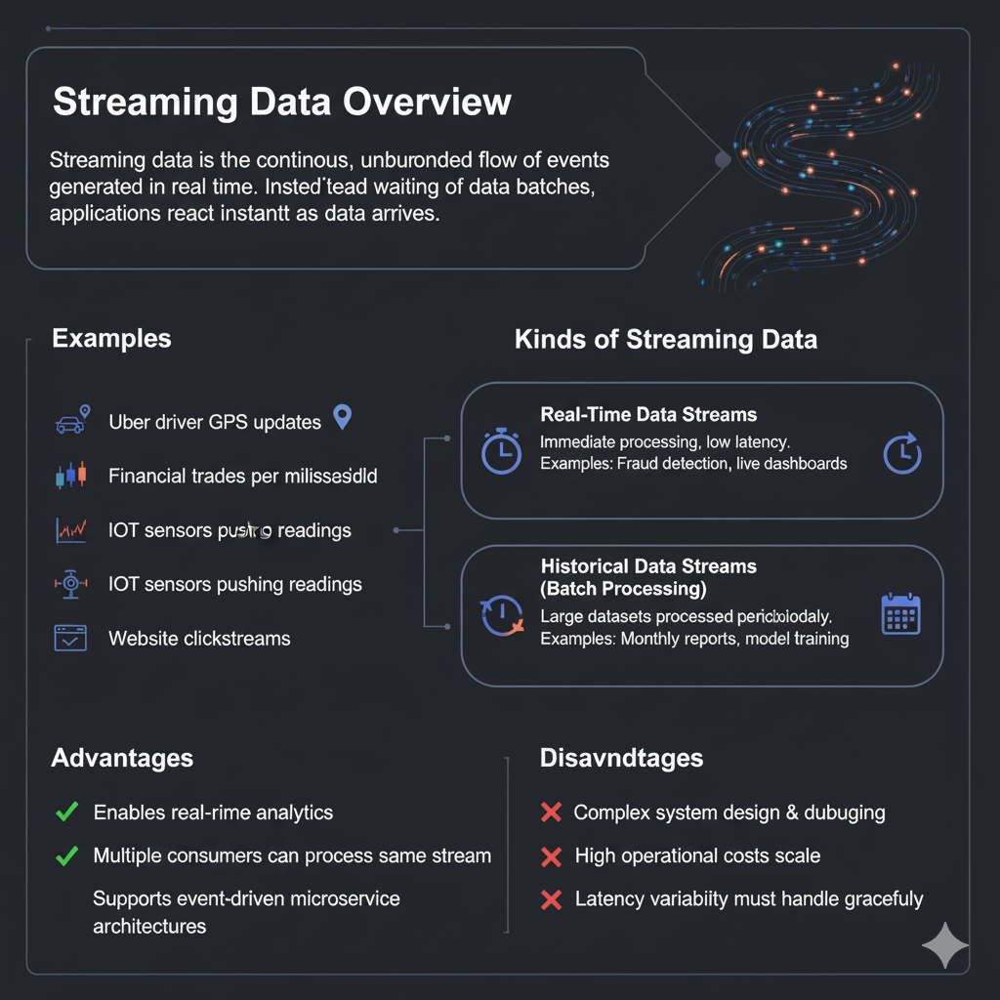 Streaming Data Overview
Streaming data is the continous, unburonded flow of events
generated in real time. Insted'tead waiting of data batches,
applications react instantt as data arrives.
Examples
Uber driver GPS updates
Financial trades per
IOT sensors readings
IOT sensors pushing readings
Website clickstreams
Kinds of Streaming Data
Real-Time Data Streams
Immediate processing, low latency.
Examples: Fraud detection, live dashboards
Historical Data Streams
(Batch Processing)
Large datasets processed
Examples: Monthly reports, model training
Advantages
Enables real-rime analytics
Multiple consumers can process same stream
Supports event-driven microservice
architectures
Disavndtages
Complex system design & dubuging
High operational costs scale
Latency variabiity must handle gracefuly